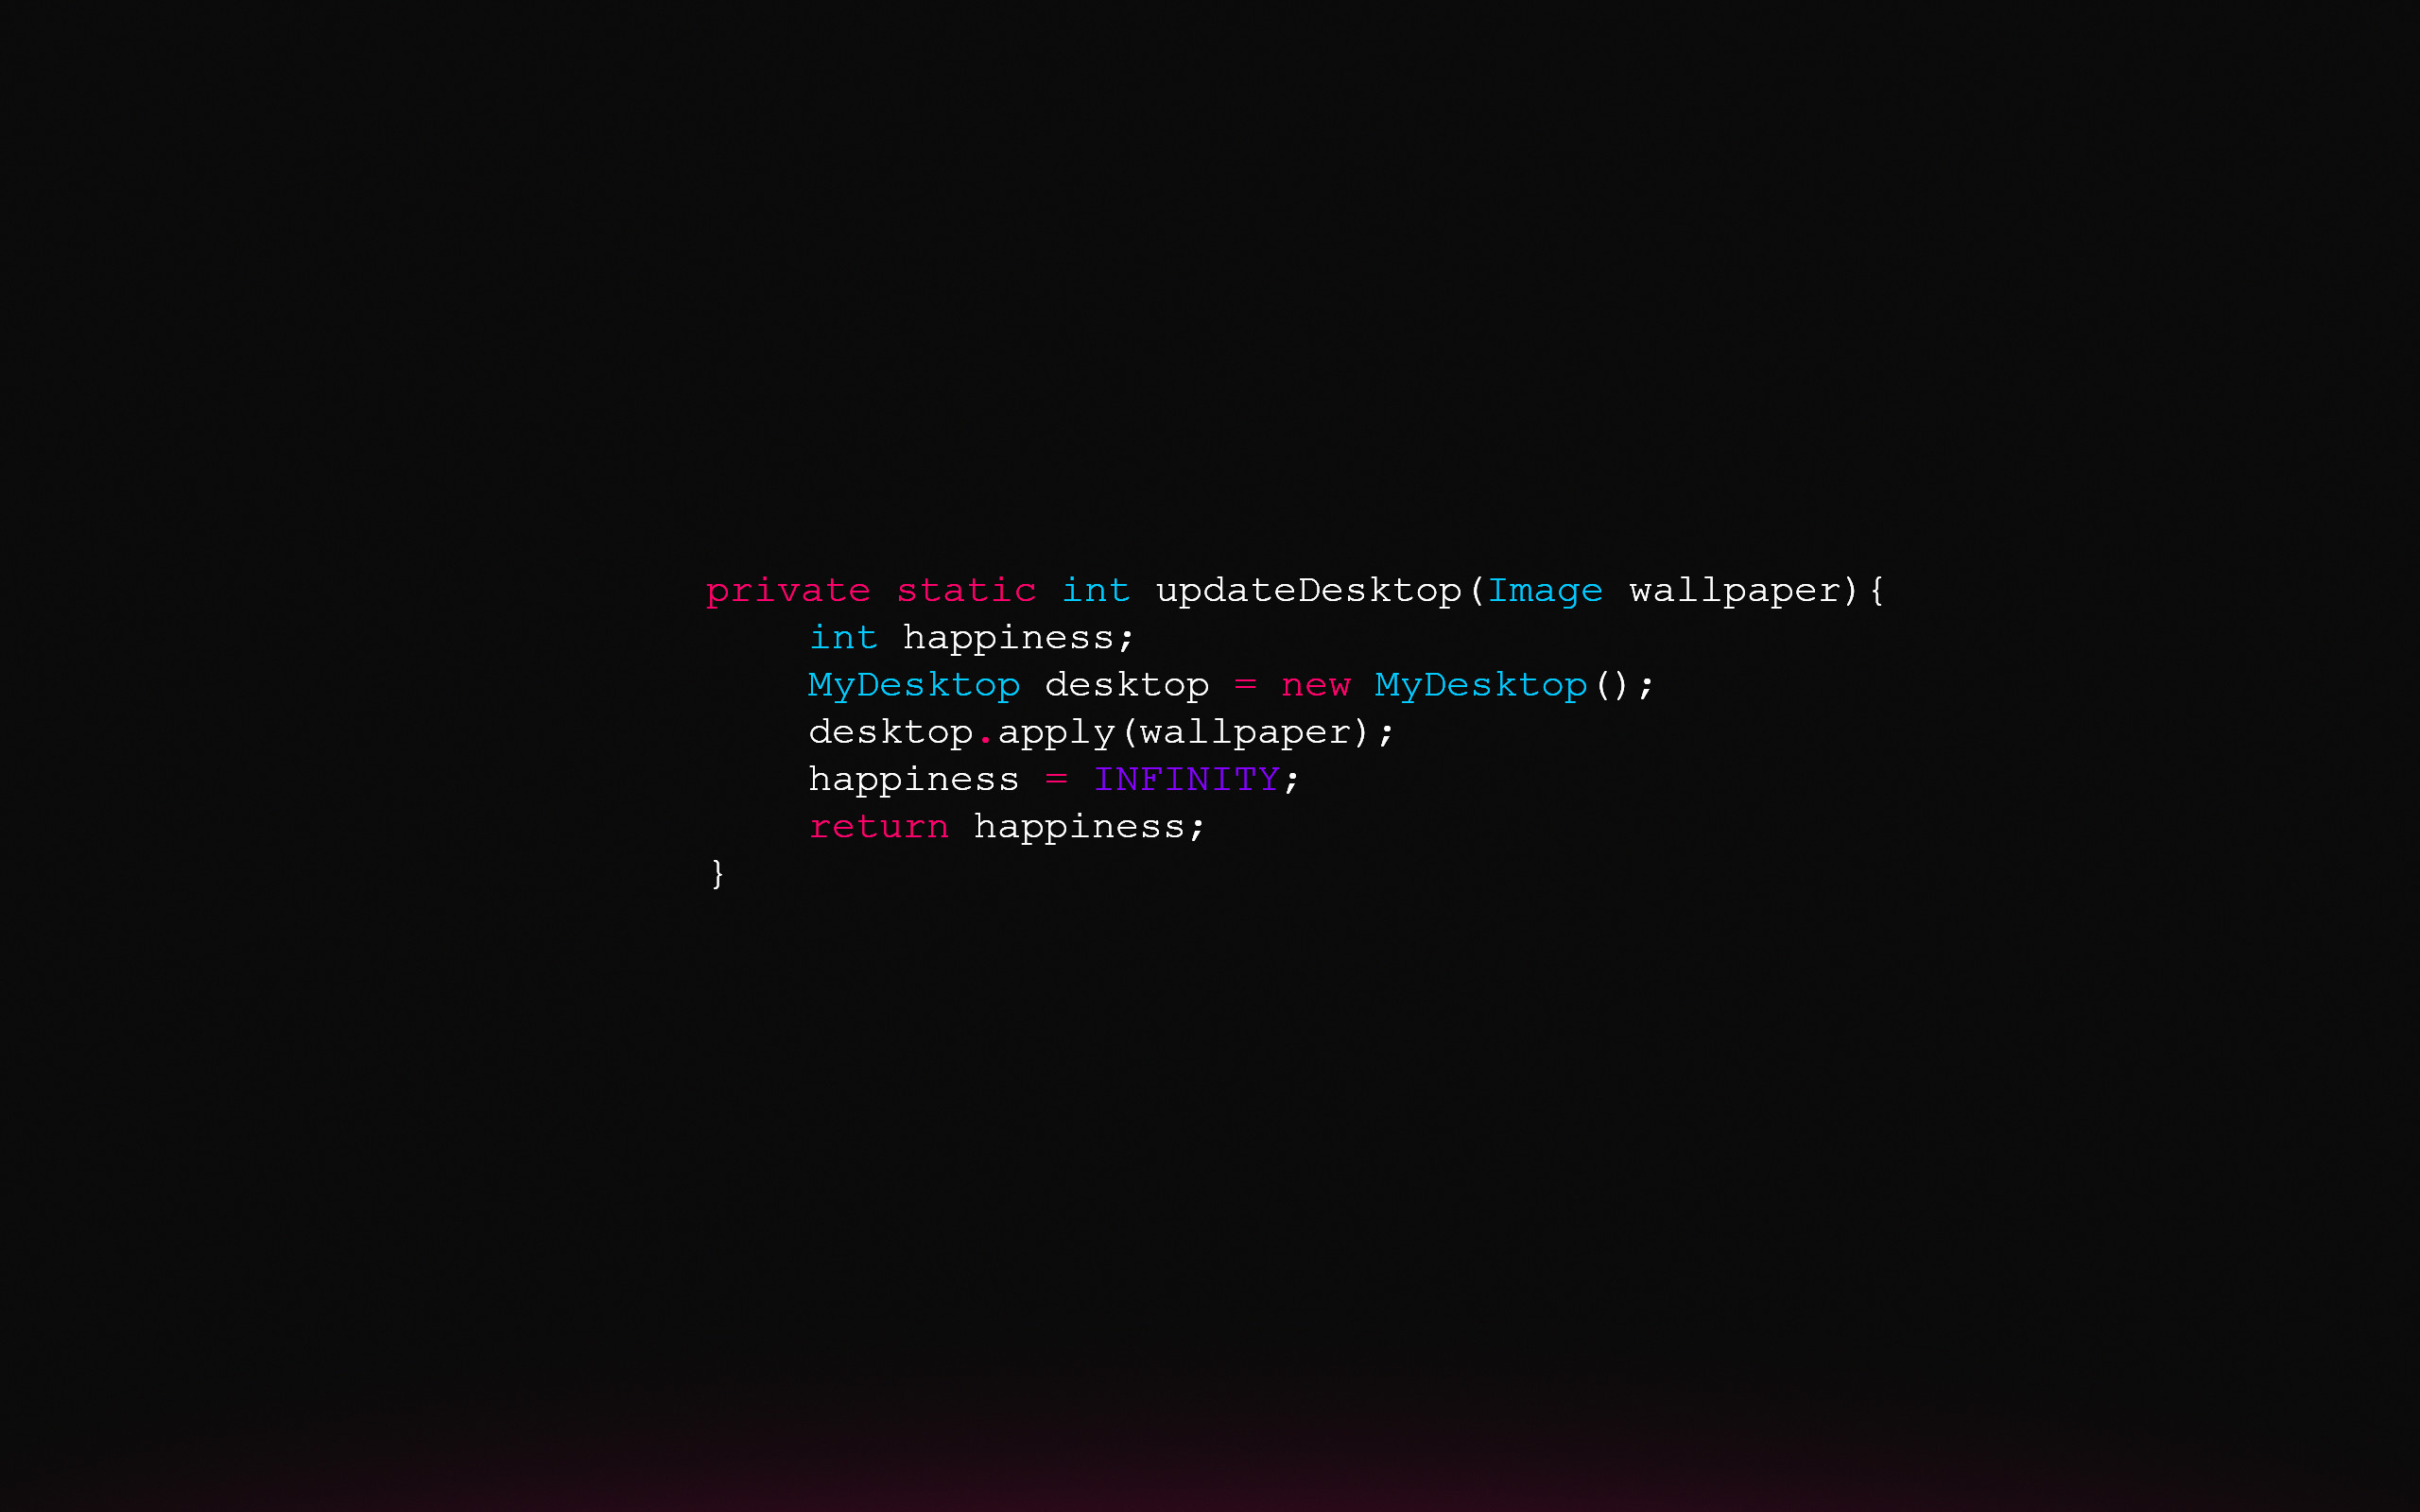 private static int updateDesktop(Image wallpaper){
int happiness;
MyDesktop desktop = new MyDesktop();
desktop.apply(wallpaper);
happiness = INFINITY;
return happiness;
}